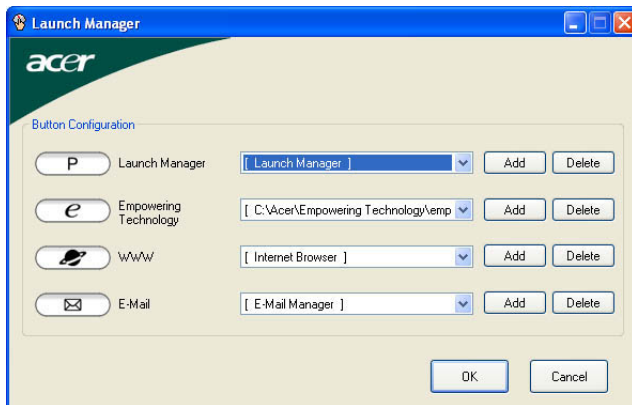 Launch Manager
acer
Button Configuration
P Launch Manager [ Launch Manager ] Add Delete
e Empowering Technology [ C:\Acer\Empowering Technology\emp Add Delete
WWW [ Internet Browser ] Add Delete
E-Mail [ E-Mail Manager ] Add Delete
OK Cancel